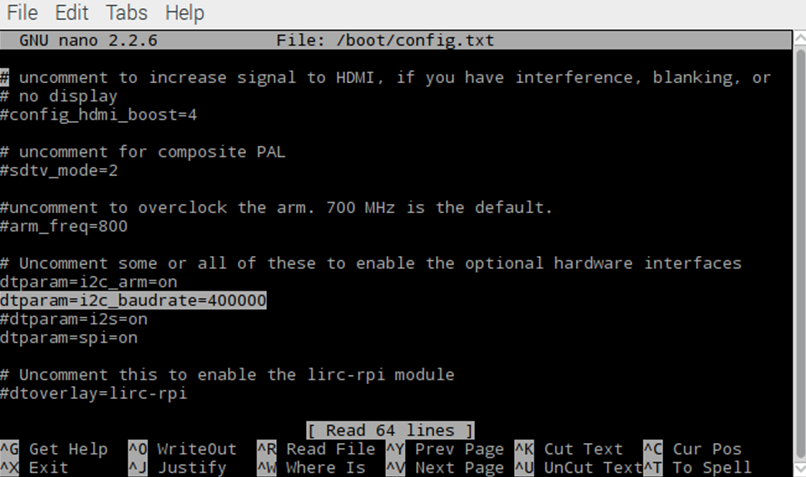 File Edit Tabs Help
GNU nano 2.2.6 File: /boot/config.txt
# uncomment to increase signal to HDMI, if you have interference, blanking, or
# no display
#config_hdmi_boost=4
# uncomment for composite PAL
#sdtv_mode=2
#uncomment to overclock the arm. 700 MHz is the default.
#arm_freq=800
# Uncomment some or all of these to enable the optional hardware interfaces
dtparam=i2c_arm=on
dtparam=i2c_baudrate=400000
#dtparam=i2s=on
dtparam=spi=on
# Uncomment this to enable the lirc-rpi module
#dtoverlay=lirc-rpi
[ Read 64 lines ]
^G Get Help ^O WriteOut ^R Read File ^Y Prev Page ^K Cut Text ^C Cur Pos
^X Exit ^J Justify ^W Where Is ^V Next Page ^U UnCut Text^T To Spell